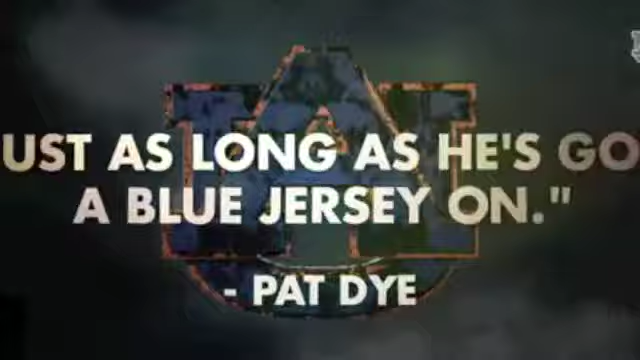 UST AS LONG AS HE'S GO
A BLUE JERSEY ON."
- PAT DYE